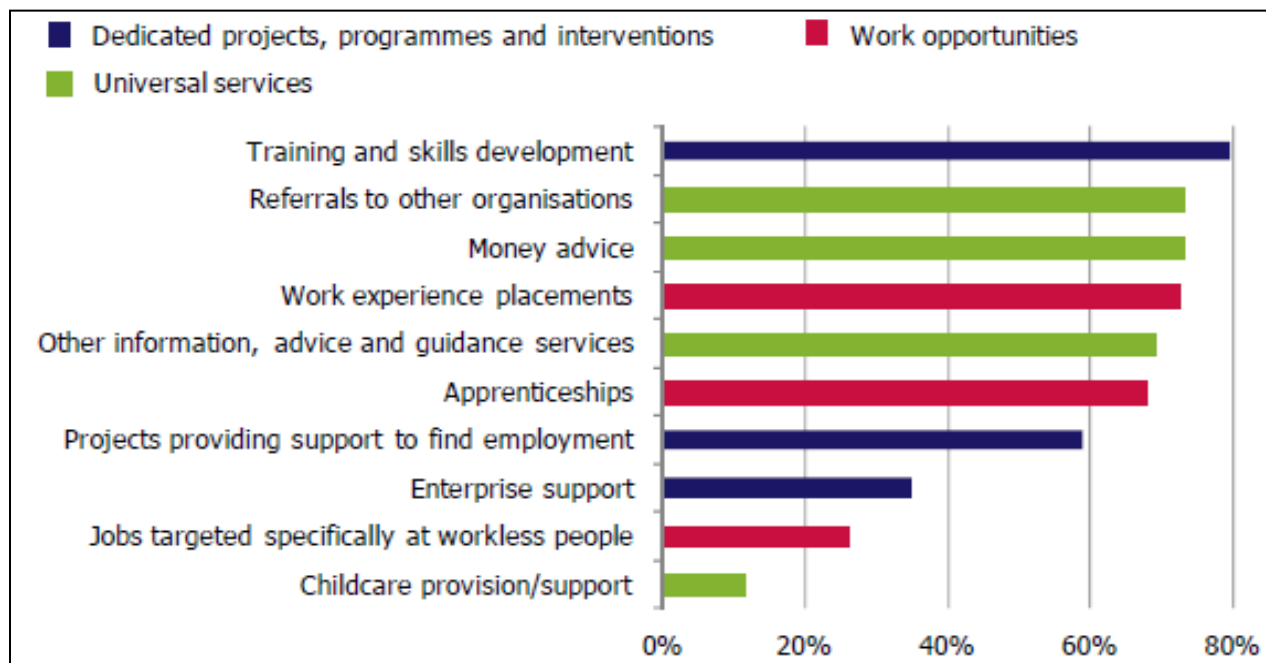 Dedicated projects, programmes and interventions
Work opportunities
Universal services
Training and skills development
Referrals to other organisations
Money advice
Work experience placements
Other information, advice and guidance services
Apprenticeships
Projects providing support to find employment
Enterprise support
Jobs targeted specifically at workless people
Childcare provision/support
0% 20% 40% 60% 80%